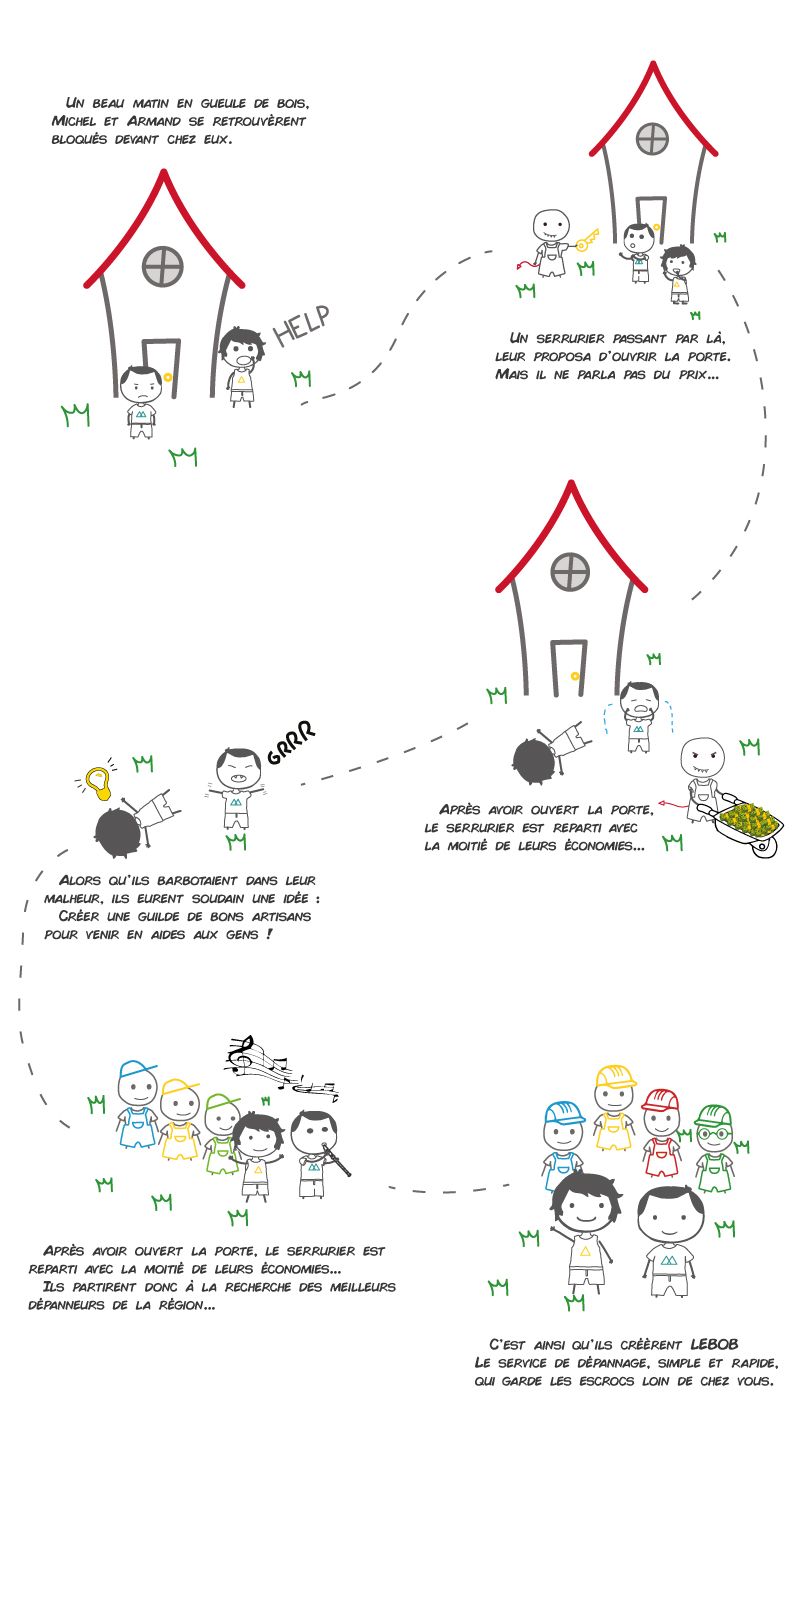 Un beau matin en gueule de bois,
Michel et Armand se retrouvèrent
bloqués devant chez eux.
HELP
Un serrurier passant par là,
leur proposa d'ouvrir la porte.
Mais il ne parla pas du prix...
Après avoir ouvert la porte,
le serrurier est reparti avec
la moitié de leurs économies...
GRRR
Alors qu'ils barbotaient dans leur
malheur, ils eurent soudain une idée :
Créer une guilde de bons artisans
pour venir en aides aux gens !
Après avoir ouvert la porte, le serrurier est
reparti avec la moitié de leurs économies...
Ils partirent donc à la recherche des meilleurs
dépanneurs de la région...
C'est ainsi qu'ils créèrent LEBOB
Le service de dépannage, simple et rapide,
qui garde les escrocs loin de chez vous.